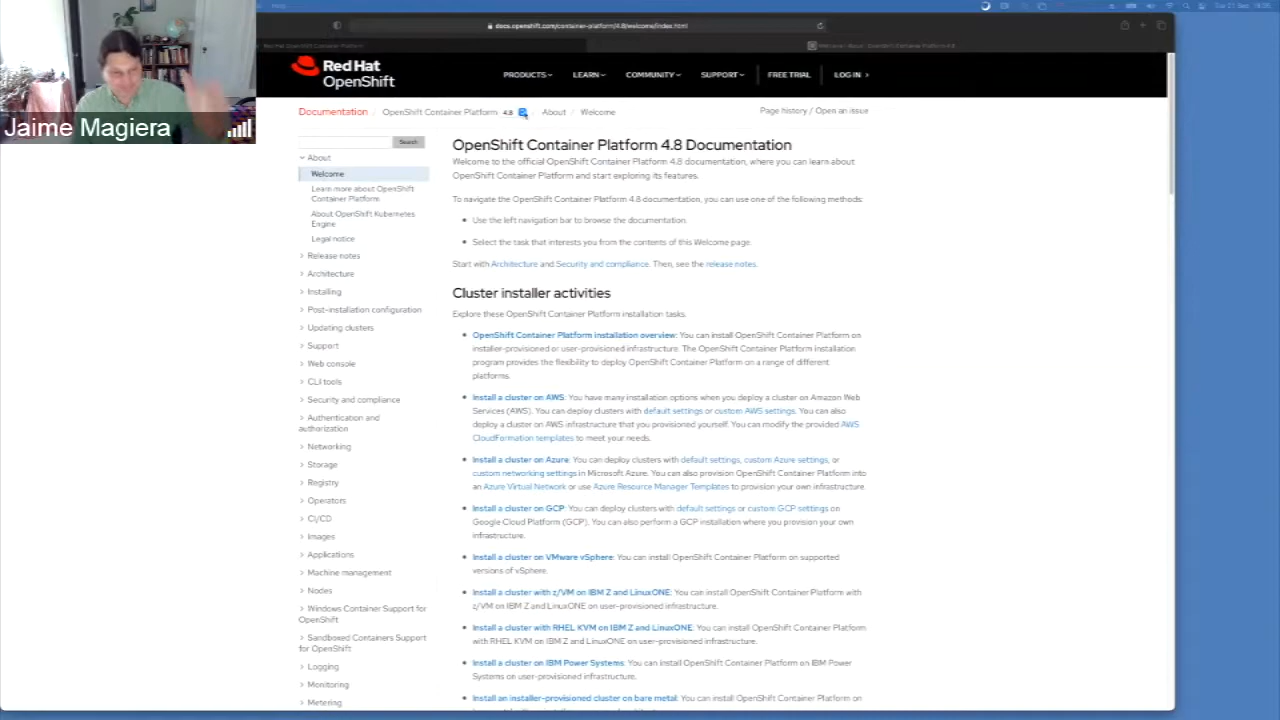 Help
Tue 21 Sep 18:05
docs.openshift.com/container-platform/4.8/welcome/index.html
Red Hat OpenShift Container Platform
Welcome | About | OpenShift Container Platform 4.8
Red Hat
OpenShift
PRODUCTS LEARN COMMUNITY SUPPORT FREE TRIAL LOG IN
Jaime Magiera
Documentation / OpenShift Container Platform 4.8 About / Welcome
Page history / Open an issue
Search
About
Welcome
Learn more about OpenShift
Container Platform
About OpenShift Kubernetes
Engine
Legal notice
Release notes
Architecture
Installing
Post-installation configuration
Updating clusters
Support
Web console
CLI tools
Security and compliance
Authentication and
authorization
Networking
Storage
Registry
Operators
CI/CD
Images
Applications
Machine management
Nodes
Windows Container Support for
OpenShift
Sandboxed Containers Support
for OpenShift
Logging
Monitoring
Metering
OpenShift Container Platform 4.8 Documentation
Welcome to the official OpenShift Container Platform 4.8 documentation, where you can learn about
OpenShift Container Platform and start exploring its features.
To navigate the OpenShift Container Platform 4.8 documentation, you can use one of the following methods:
• Use the left navigation bar to browse the documentation.
• Select the task that interests you from the contents of this Welcome page.
Start with Architecture and Security and compliance. Then, see the release notes.
Cluster installer activities
Explore these OpenShift Container Platform installation tasks.
• OpenShift Container Platform installation overview: You can install OpenShift Container Platform on
installer-provisioned or user-provisioned infrastructure. The OpenShift Container Platform installation
program provides the flexibility to deploy OpenShift Container Platform on a range of different
platforms.
• Install a cluster on AWS: You have many installation options when you deploy a cluster on Amazon Web
Services (AWS). You can deploy clusters with default settings or custom AWS settings. You can also
deploy a cluster on AWS infrastructure that you provisioned yourself. You can modify the provided AWS
CloudFormation templates to meet your needs.
• Install a cluster on Azure: You can deploy clusters with default settings, custom Azure settings, or
custom networking settings in Microsoft Azure. You can also provision OpenShift Container Platform into
an Azure Virtual Network or use Azure Resource Manager Templates to provision your own infrastructure.
• Install a cluster on GCP: You can deploy clusters with default settings or custom GCP settings on
Google Cloud Platform (GCP). You can also perform a GCP installation where you provision your own
infrastructure.
• Install a cluster on VMware vSphere: You can install OpenShift Container Platform on supported
versions of vSphere.
• Install a cluster with z/VM on IBM Z and LinuxONE: You can install OpenShift Container Platform with
z/VM on IBM Z and LinuxONE on user-provisioned infrastructure.
• Install a cluster with RHEL KVM on IBM Z and LinuxONE: You can install OpenShift Container Platform
with RHEL KVM on IBM Z and LinuxONE on user-provisioned infrastructure.
• Install a cluster on IBM Power Systems: You can install OpenShift Container Platform on IBM Power
Systems on user-provisioned infrastructure.
• Install an installer-provisioned cluster on bare metal: You can install OpenShift Container Platform on